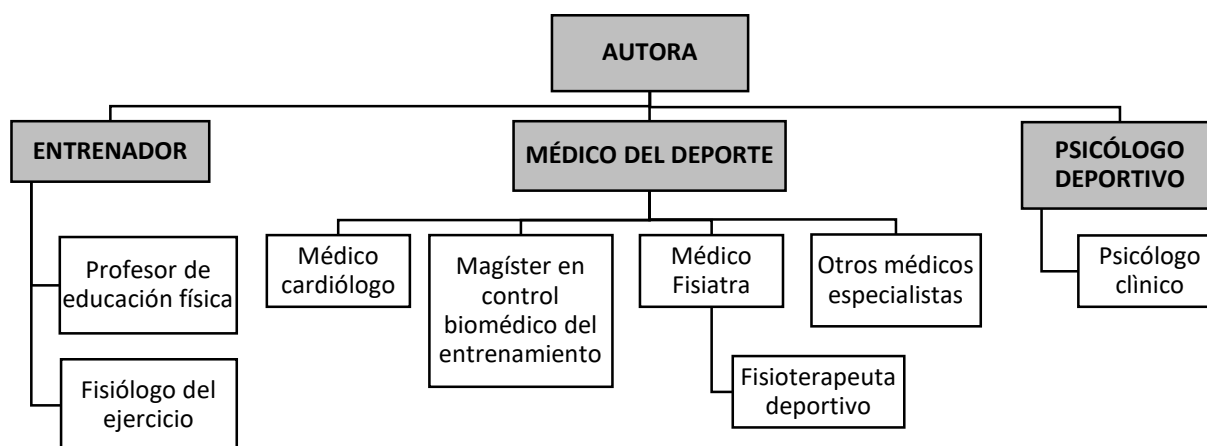 AUTORA
ENTRENADOR
MÉDICO DEL DEPORTE
PSICÓLOGO
DEPORTIVO
Profesor de
educación física
Fisiólogo del
ejercicio
Médico
cardiólogo
Magíster en
control
biomédico del
entrenamiento
Médico
Fisiatra
Fisioterapeuta
deportivo
Otros médicos
especialistas
Psicólogo
clìnico